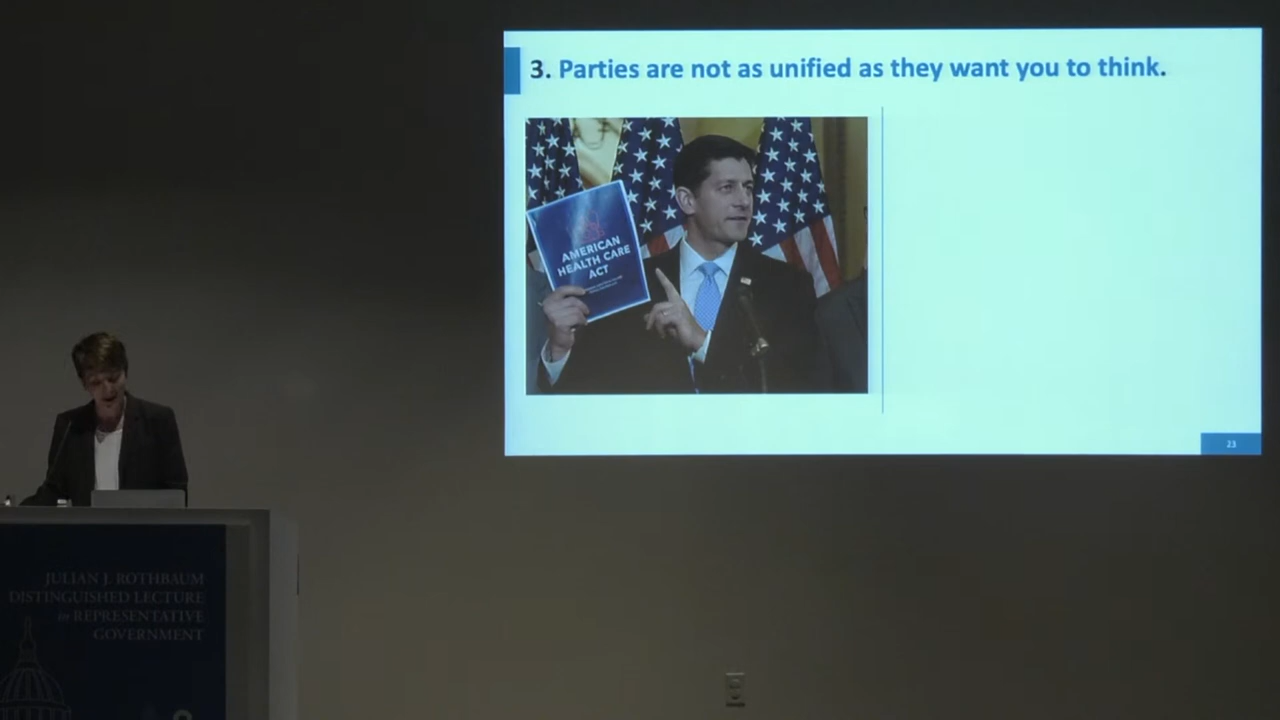 3. Parties are not as unified as they want you to think.
AMERICAN
HEALTH CARE
ACT
23
JULIAN J. ROTHBAUM
DISTINGUISHED LECTURE
in REPRESENTATIVE
GOVERNMENT